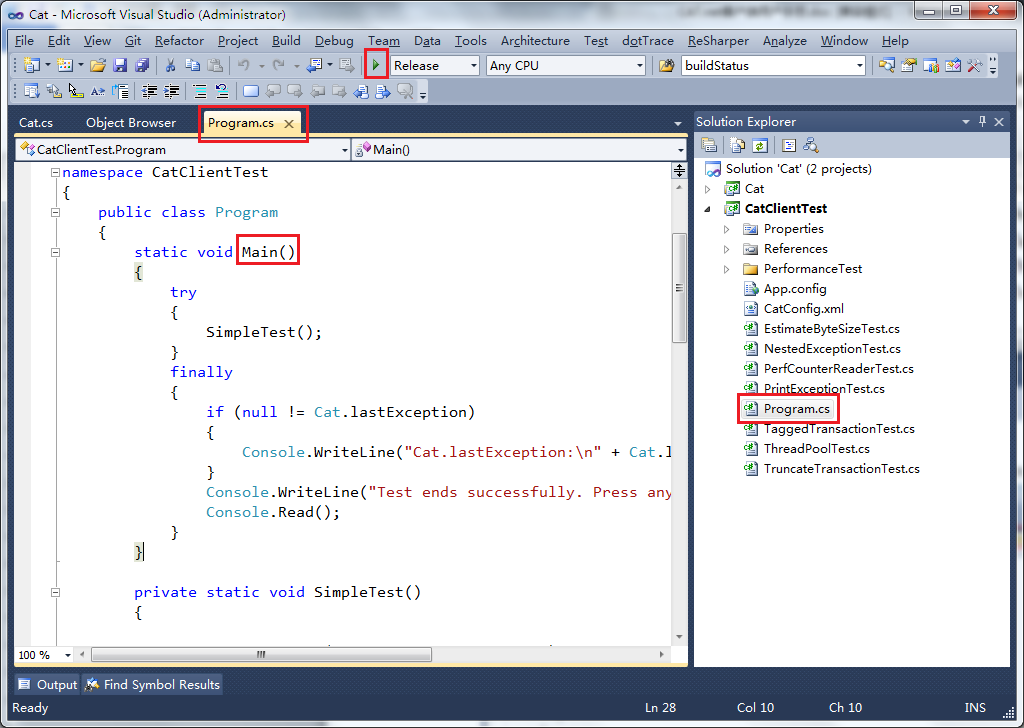 Cat - Microsoft Visual Studio (Administrator)
File Edit View Git Refactor Project Build Debug Team Data Tools Architecture Test dotTrace ReSharper Analyze Window Help
Release Any CPU buildStatus
Cat.cs Object Browser Program.cs
CatClientTest.Program Main()
namespace CatClientTest
{
public class Program
{
static void Main()
{
try
{
SimpleTest();
}
finally
{
if (null != Cat.lastException)
{
Console.WriteLine("Cat.lastException:\n" + Cat.l
}
Console.WriteLine("Test ends successfully. Press any
Console.Read();
}
}
private static void SimpleTest()
{
100 %
Solution Explorer
Solution 'Cat' (2 projects)
Cat
CatClientTest
Properties
References
PerformanceTest
App.config
CatConfig.xml
EstimateByteSizeTest.cs
NestedExceptionTest.cs
PerfCounterReaderTest.cs
PrintExceptionTest.cs
Program.cs
TaggedTransactionTest.cs
ThreadPoolTest.cs
TruncateTransactionTest.cs
Output Find Symbol Results
Ready Ln 28 Col 10 Ch 10 INS